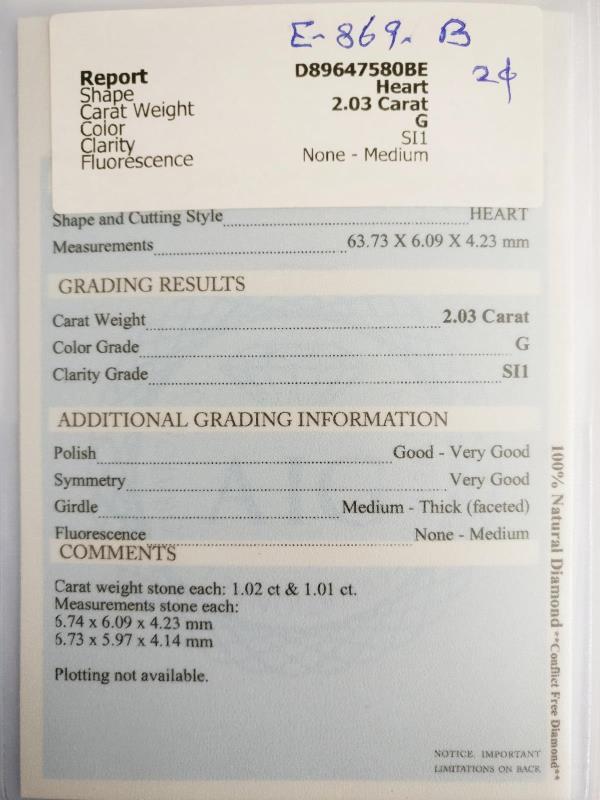 E-869. B
2¢
Report D89647580BE
Shape Heart
Carat Weight 2.03 Carat
Color G
Clarity SI1
Fluorescence None - Medium
Shape and Cutting Style HEART
Measurements 63.73 X 6.09 X 4.23 mm
GRADING RESULTS
Carat Weight 2.03 Carat
Color Grade G
Clarity Grade SI1
ADDITIONAL GRADING INFORMATION
Polish Good - Very Good
Symmetry Very Good
Girdle Medium - Thick (faceted)
Fluorescence None - Medium
COMMENTS
Carat weight stone each: 1.02 ct & 1.01 ct.
Measurements stone each:
6.74 x 6.09 x 4.23 mm
6.73 x 5.97 x 4.14 mm
Plotting not available.
100% Natural Diamond **Conflict Free Diamond**
NOTICE. IMPORTANT
LIMITATIONS ON BACK